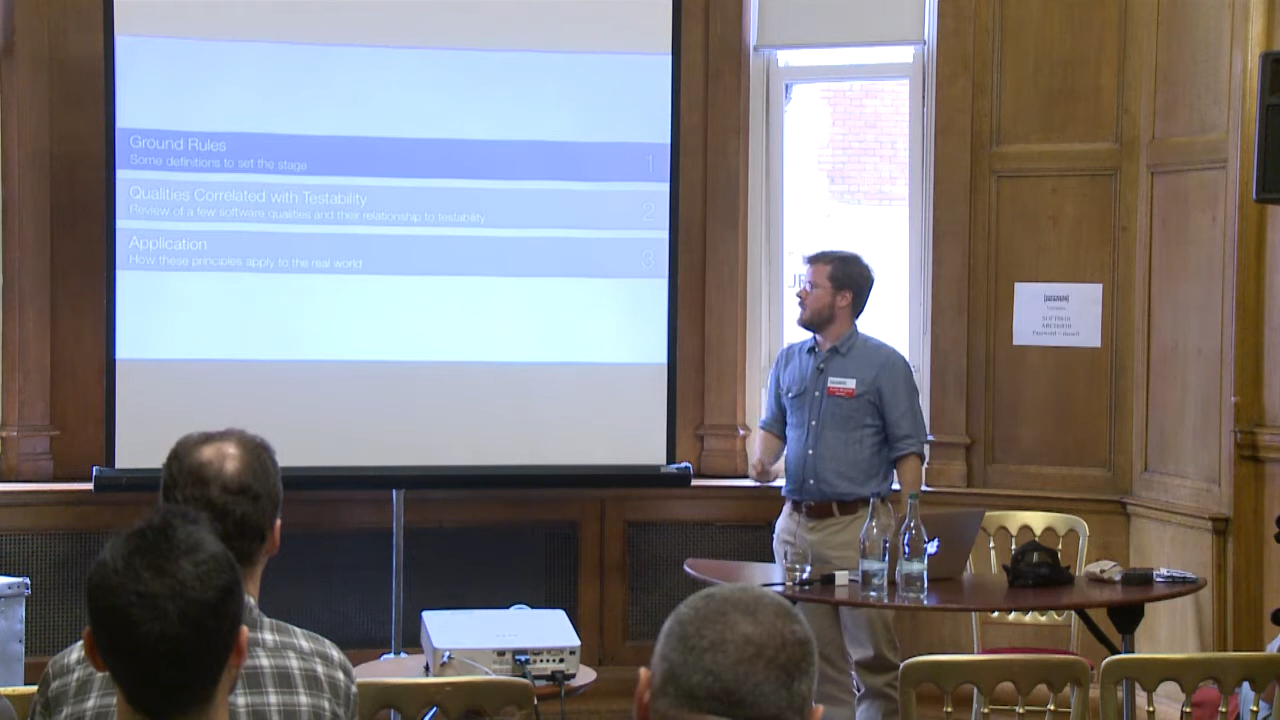 Ground Rules
Some definitions to set the stage
1
Qualities Correlated with Testability
Review of a few software qualities and their relationship to testability
2
Application
How these principles apply to the real world
3